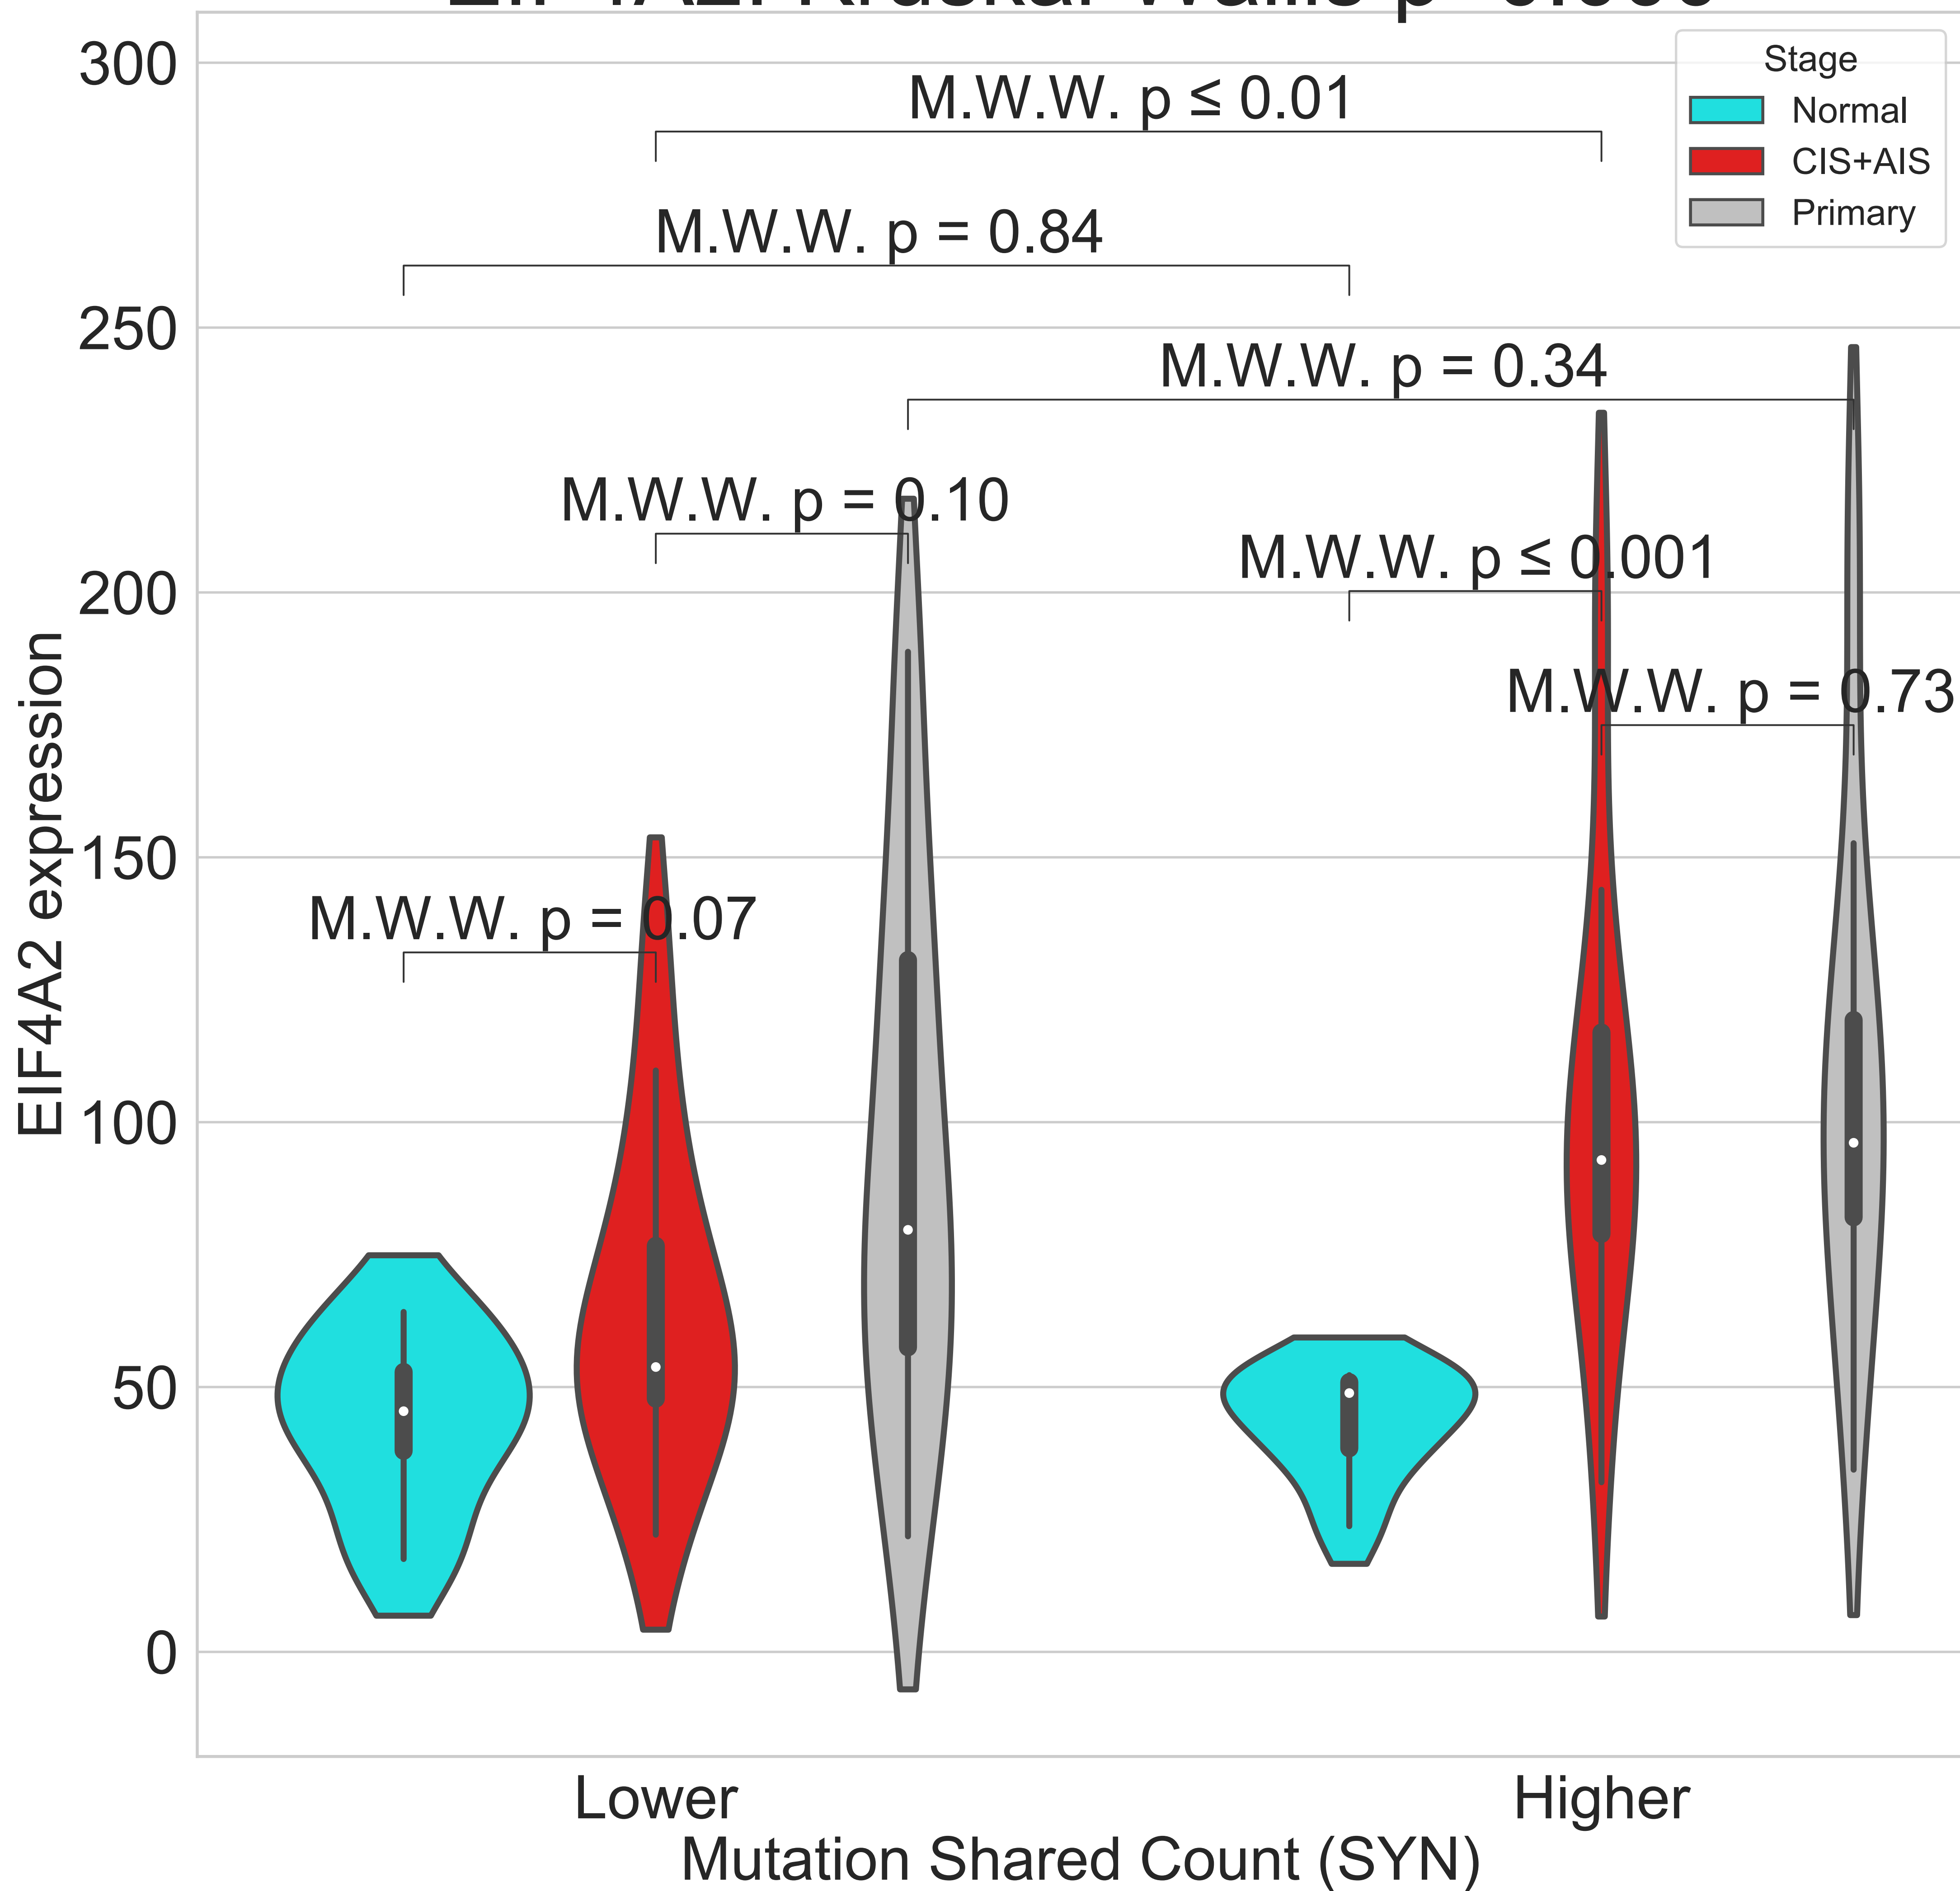 300
M.W.W. p ≤ 0.01
Stage
Normal
CIS+AIS
Primary
M.W.W. p = 0.84
250
M.W.W. p = 0.34
M.W.W. p = 0.10
M.W.W. p ≤ 0.001
200
M.W.W. p = 0.73
EIF4A2 expression
150
M.W.W. p = 0.07
100
50
0
Lower
Higher
Mutation Shared Count (SYN)